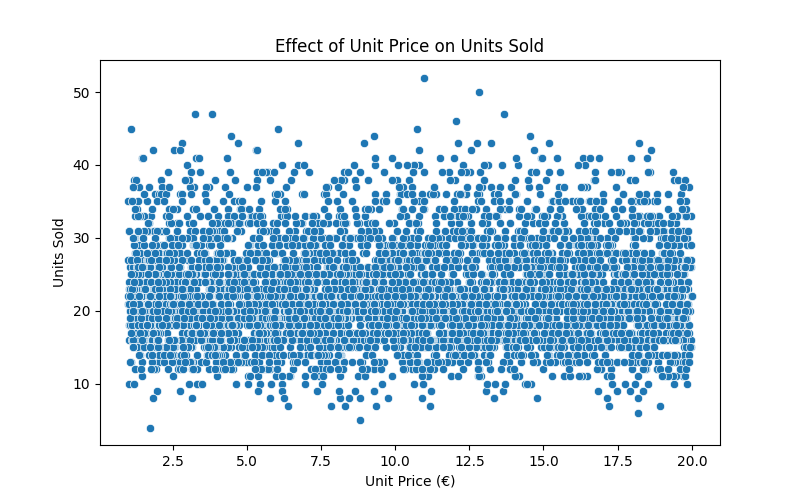 Effect of Unit Price on Units Sold
50
40
30
20
10
Units Sold
2.5 5.0 7.5 10.0 12.5 15.0 17.5 20.0
Unit Price (€)